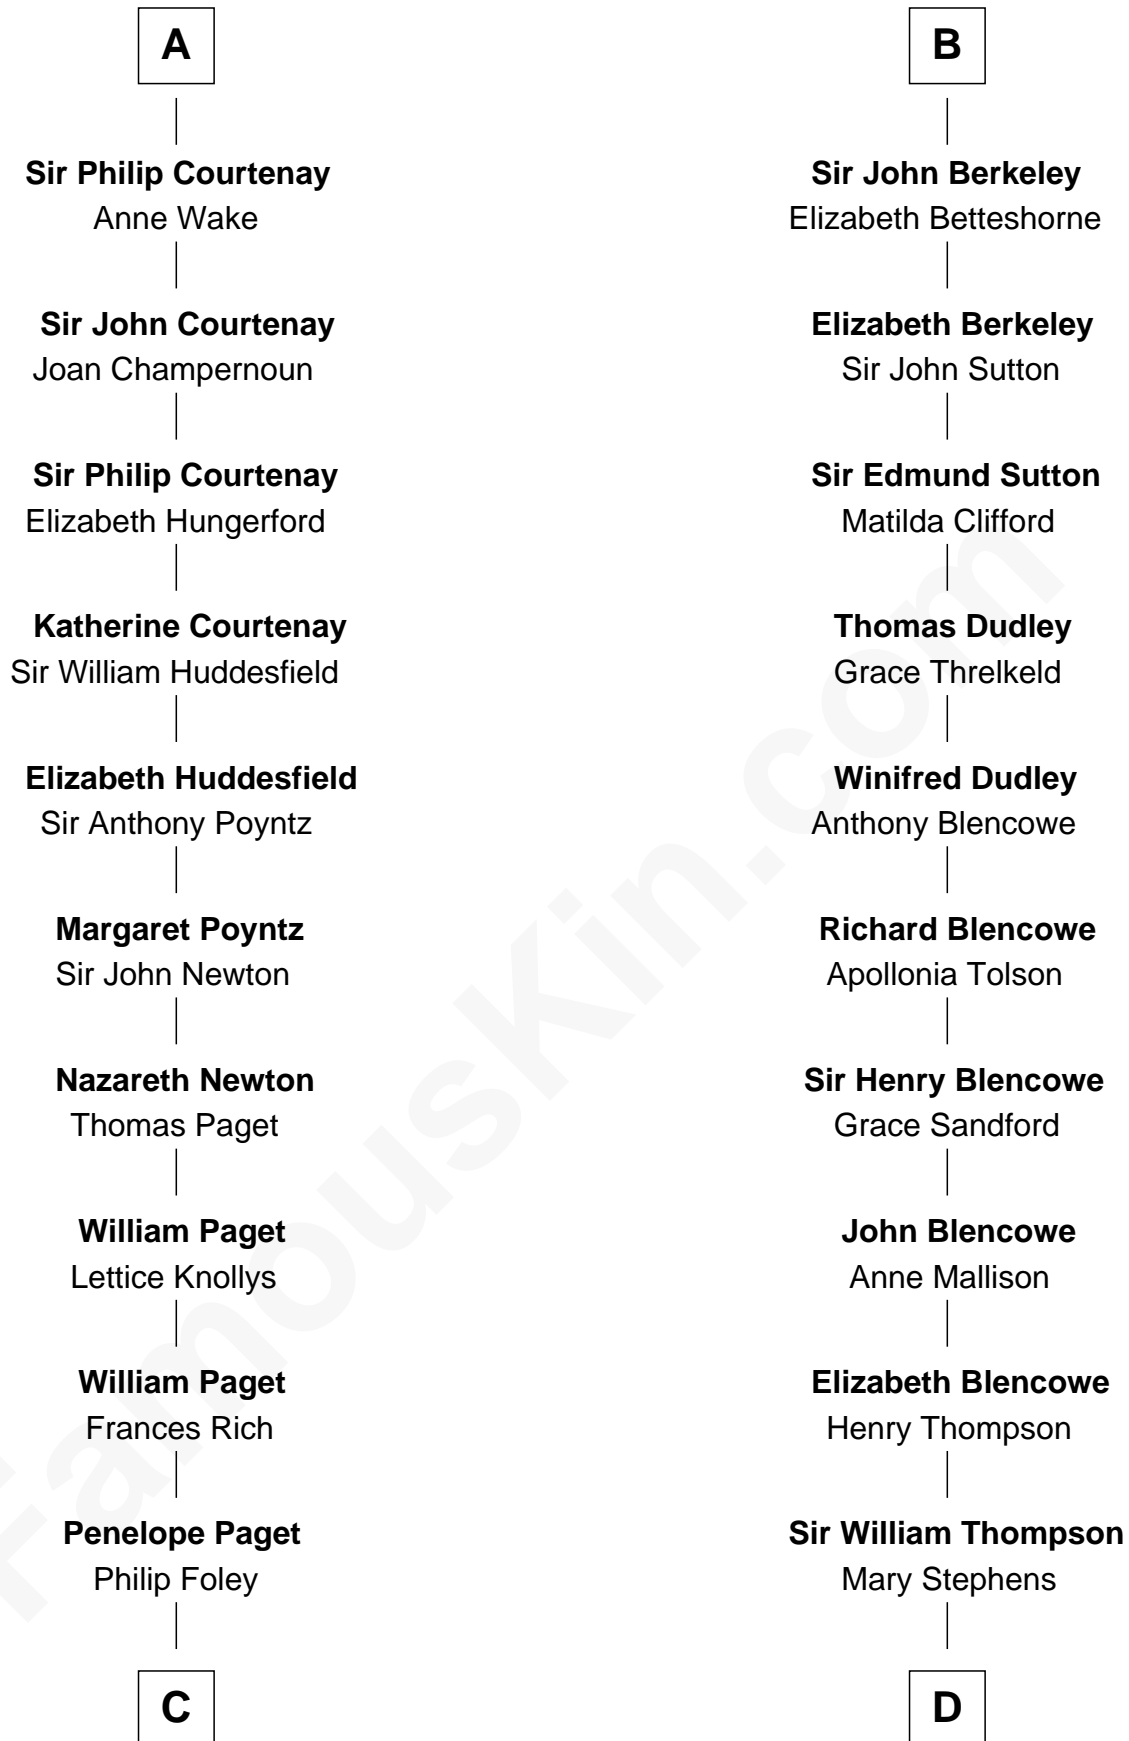 A
Sir Philip Courtenay
Anne Wake
Sir John Courtenay
Joan Champernoun
Sir Philip Courtenay
Elizabeth Hungerford
Katherine Courtenay
Sir William Huddesfield
Elizabeth Huddesfield
Sir Anthony Poyntz
Margaret Poyntz
Sir John Newton
Nazareth Newton
Thomas Paget
William Paget
Lettice Knollys
William Paget
Frances Rich
Penelope Paget
Philip Foley
C
B
Sir John Berkeley
Elizabeth Betteshorne
Elizabeth Berkeley
Sir John Sutton
Sir Edmund Sutton
Matilda Clifford
Thomas Dudley
Grace Threlkeld
Winifred Dudley
Anthony Blencowe
Richard Blencowe
Apollonia Tolson
Sir Henry Blencowe
Grace Sandford
John Blencowe
Anne Mallison
Elizabeth Blencowe
Henry Thompson
Sir William Thompson
Mary Stephens
D
FamousKin.com